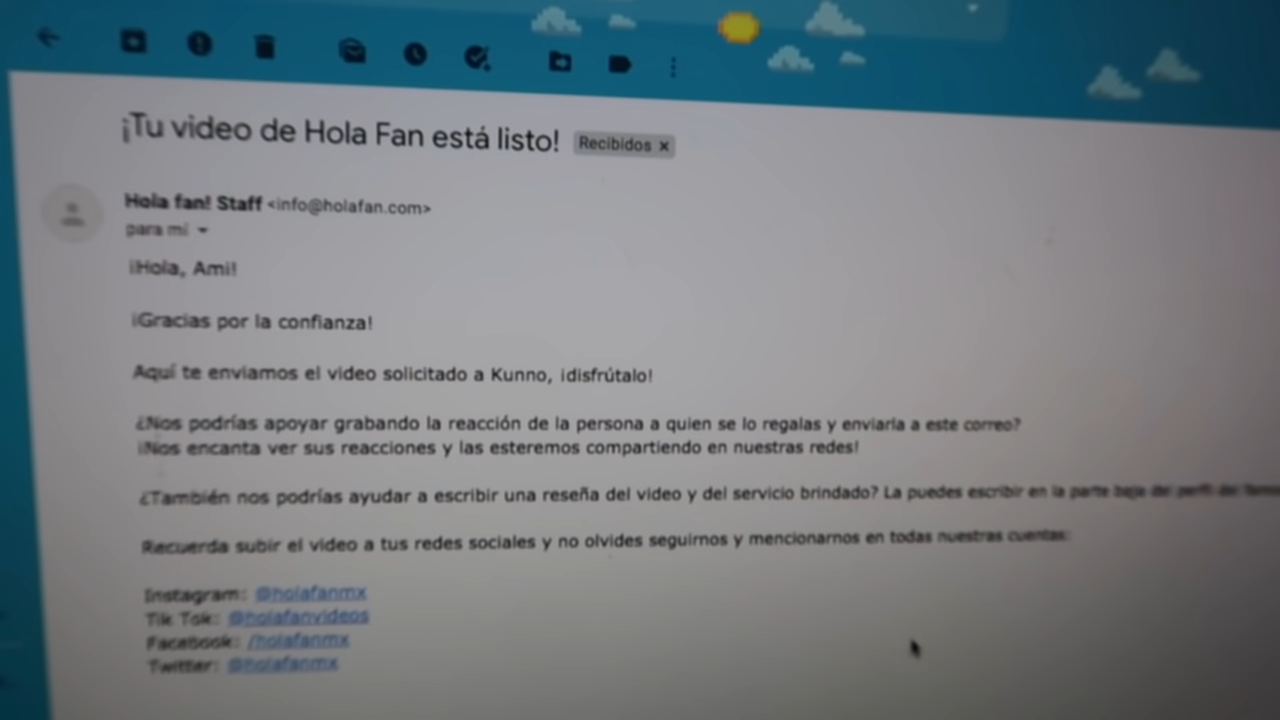 ¡Tu video de Hola Fan está listo! Recibidos x
Hola fan! Staff <info@holafan.com>
para mí
¡Hola, Ami!
¡Gracias por la confianza!
Aquí te enviamos el video solicitado a Kunno, ¡disfrútalo!
¿Nos podrías apoyar grabando la reacción de la persona a quien se lo regalas y enviarla a este correo?
¡Nos encanta ver sus reacciones y las esteremos compartiendo en nuestras redes!
¿También nos podrías ayudar a escribir una reseña del video y del servicio brindado? La puedes escribir en la parte baja del perfil del
Recuerda subir el video a tus redes sociales y no olvides seguirnos y mencionarnos en todas nuestras cuentas:
Instagram: @holafanmx
Tik Tok: @holafanvideos
Facebook: /holafanmx
Twitter: @holafanmx